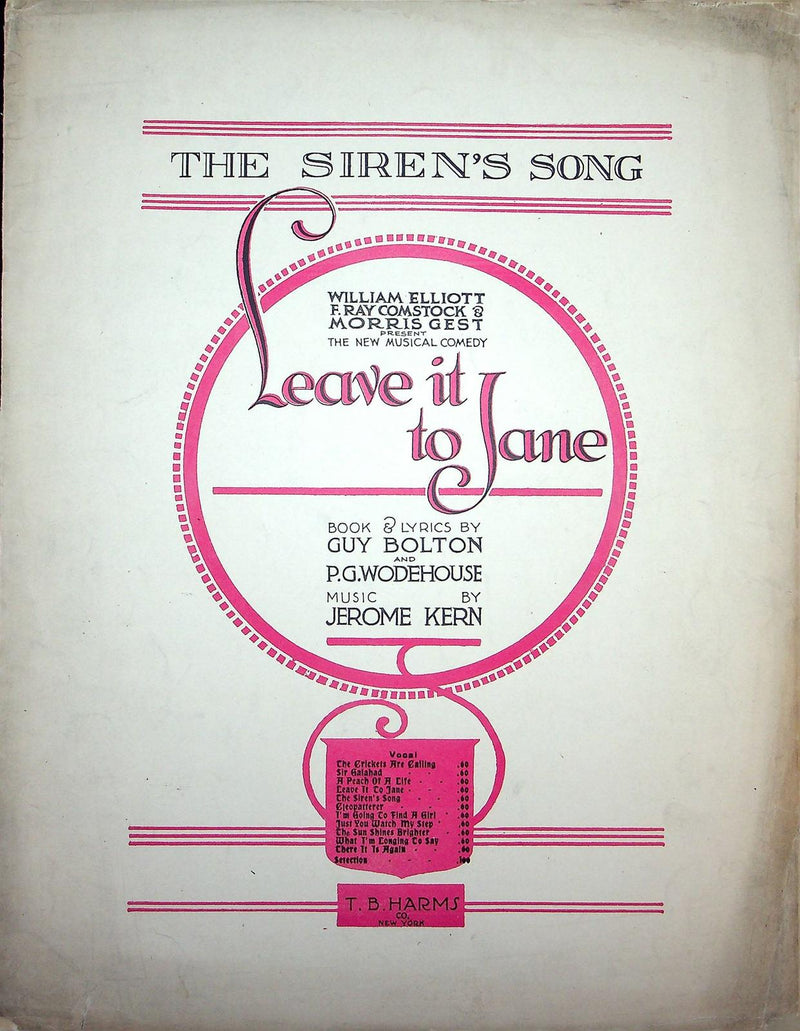 THE SIREN'S SONG
WILLIAM ELLIOTT
F. RAY COMSTOCK &
MORRIS GEST
PRESENT
THE NEW MUSICAL COMEDY
Leave it
to Jane
BOOK & LYRICS BY
GUY BOLTON
AND
P.G. WODEHOUSE
MUSIC BY
JEROME KERN
Vocal
The Crickets Are Calling .60
Sir Galahad .60
A Peach Of A Life .60
Leave It To Jane .60
The Siren's Song .60
Cleopatterer .60
I'm Going To Find A Girl .60
Just You Watch My Step .60
The Sun Shines Brighter .60
What I'm Longing To Say .60
There It Is Again .60
Selection 1.00
T. B. HARMS
CO.
NEW YORK